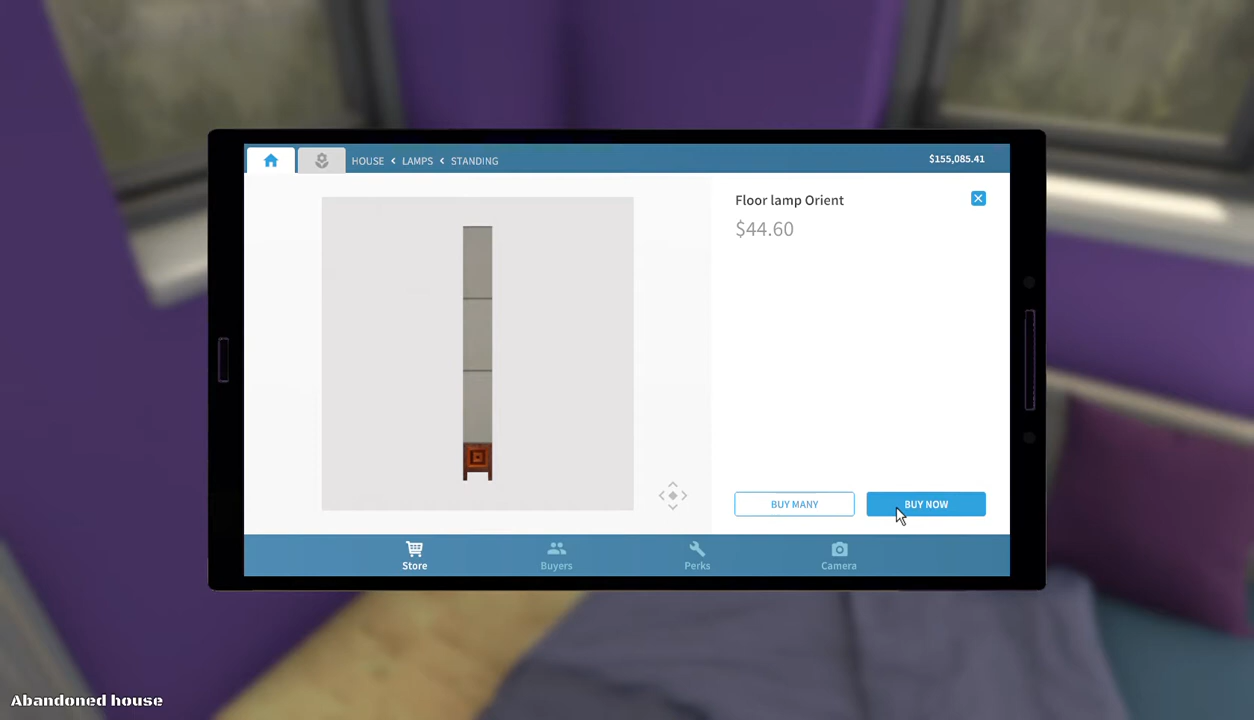 HOUSE < LAMPS < STANDING
$155,085.41
Floor lamp Orient
$44.60
BUY MANY
BUY NOW
Store
Buyers
Perks
Camera
Abandoned house